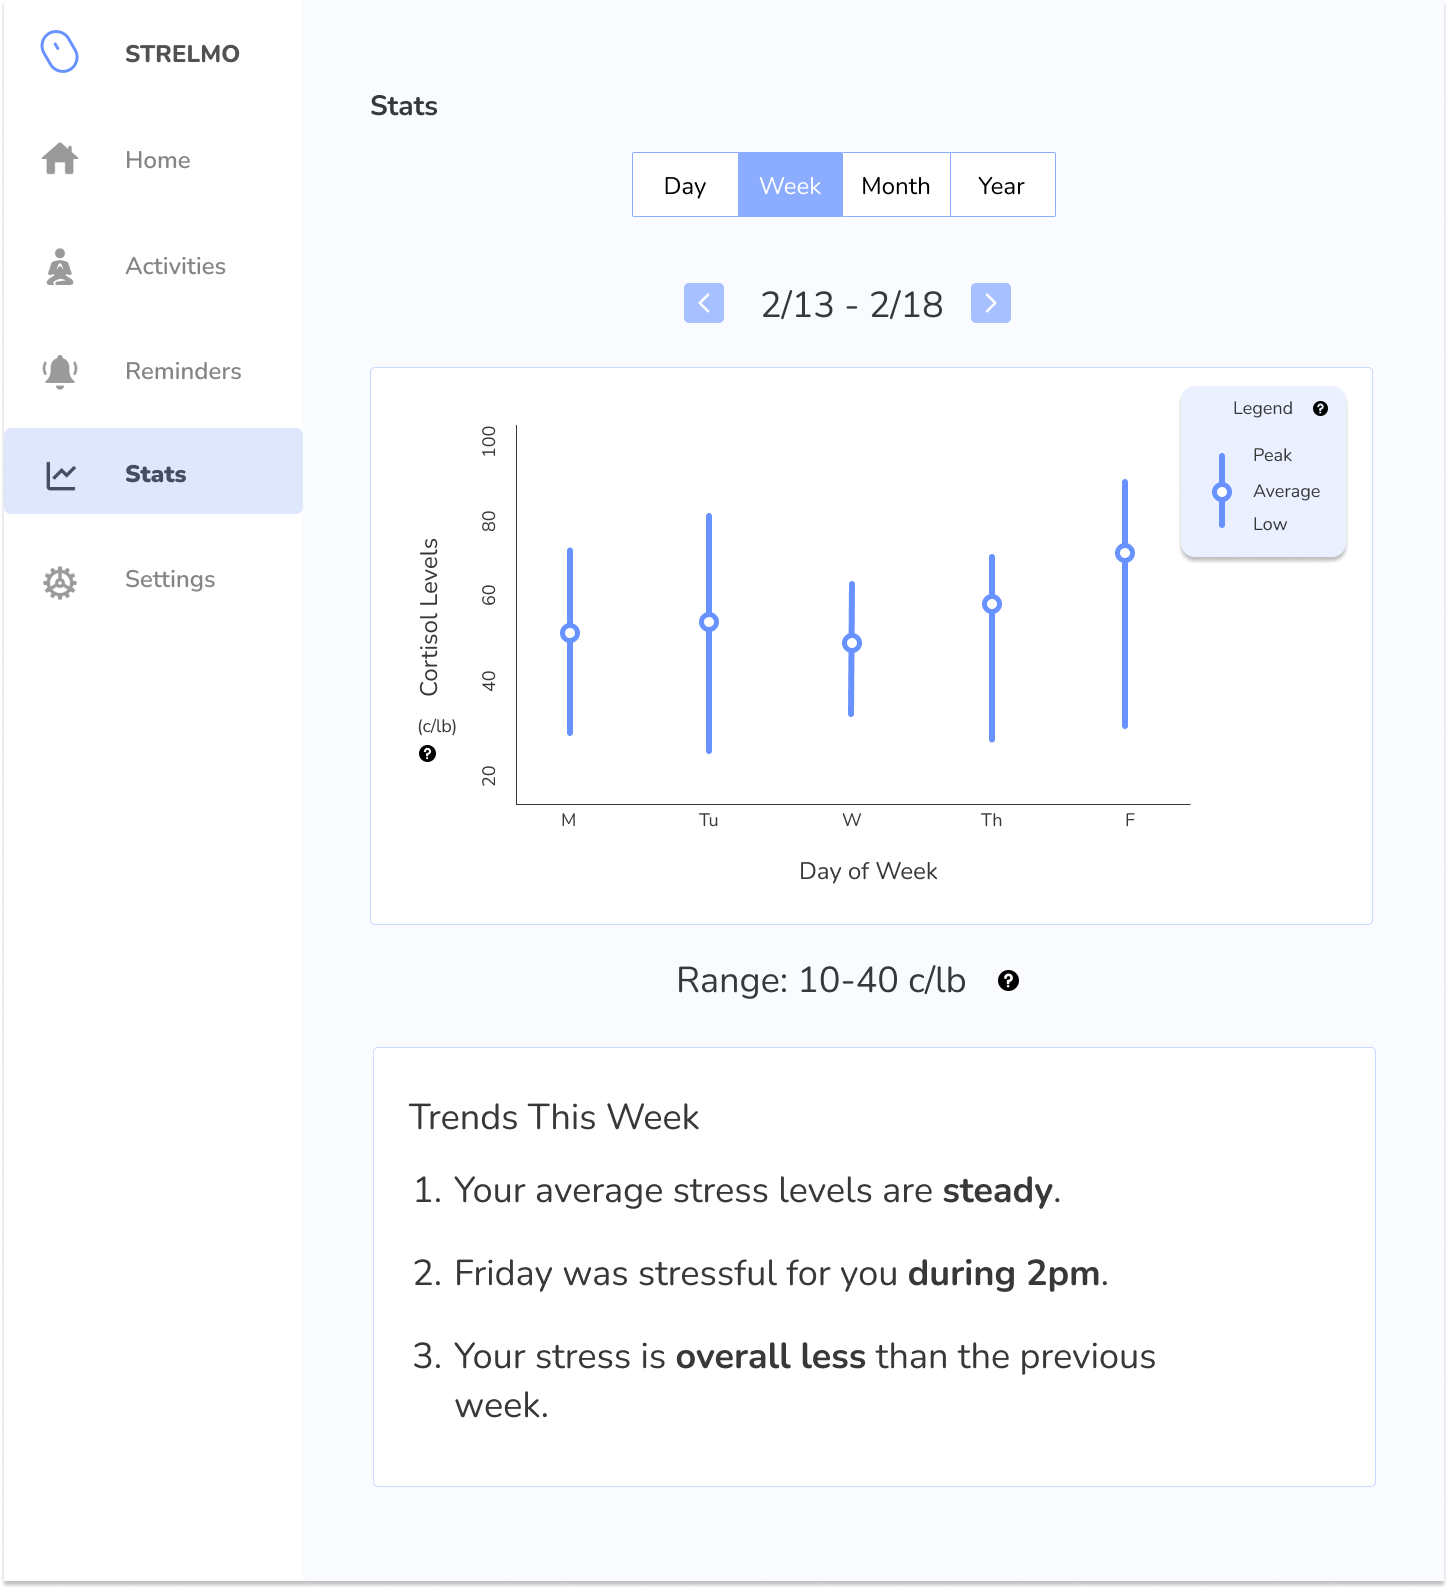 STRELMO
Home
Activities
Reminders
Stats
Settings
Stats
Day Week Month Year
2/13 - 2/18
Legend ?
Peak
Average
Low
Cortisol Levels
(c/lb)
?
100
80
60
40
20
M Tu W Th F
Day of Week
Range: 10-40 c/lb ?
Trends This Week
1. Your average stress levels are steady.
2. Friday was stressful for you during 2pm.
3. Your stress is overall less than the previous
week.